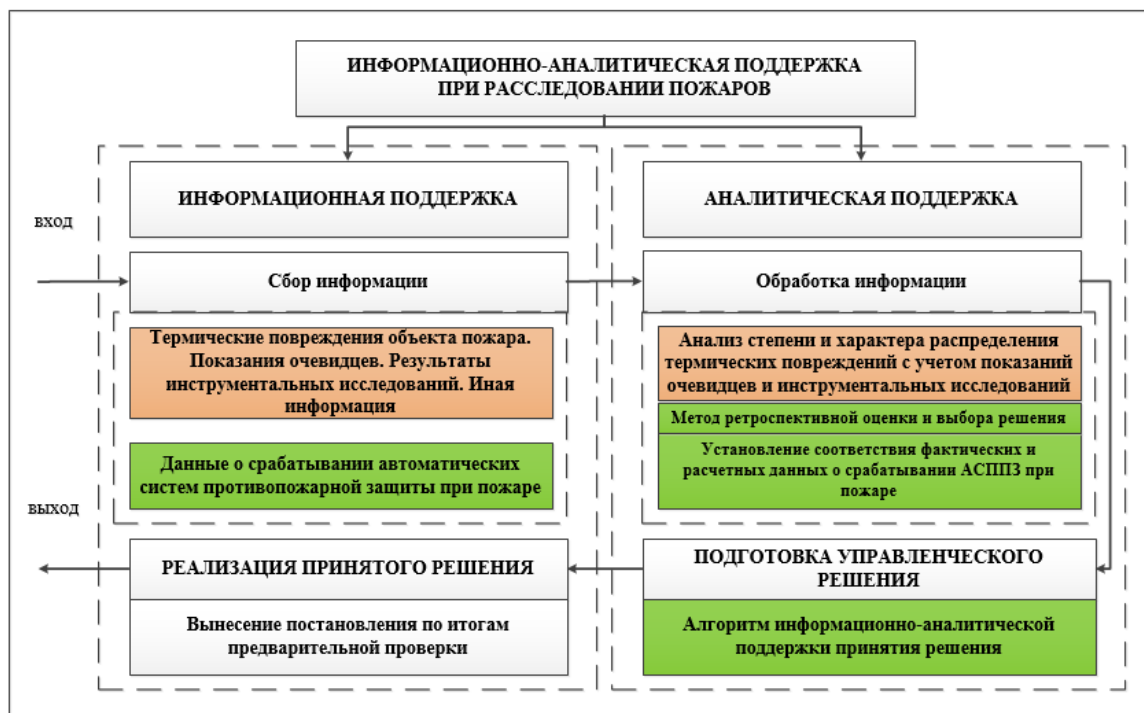 ИНФОРМАЦИОННО-АНАЛИТИЧЕСКАЯ ПОДДЕРЖКА
ПРИ РАССЛЕДОВАНИИ ПОЖАРОВ
ИНФОРМАЦИОННАЯ ПОДДЕРЖКА
АНАЛИТИЧЕСКАЯ ПОДДЕРЖКА
ВХОД
Сбор информации
Обработка информации
Термические повреждения объекта пожара.
Показания очевидцев. Результаты
инструментальных исследований. Иная
информация
Данные о срабатывании автоматических
систем противопожарной защиты при пожаре
Анализ степени и характера распределения
термических повреждений с учетом показаний
очевидцев и инструментальных исследований
Метод ретроспективной оценки и выбора решения
Установление соответствия фактических и
расчетных данных о срабатывании АСППЗ при
пожаре
ВЫХОД
РЕАЛИЗАЦИЯ ПРИНЯТОГО РЕШЕНИЯ
Вынесение постановления по итогам
предварительной проверки
ПОДГОТОВКА УПРАВЛЕНЧЕСКОГО
РЕШЕНИЯ
Алгоритм информационно-аналитической
поддержки принятия решения